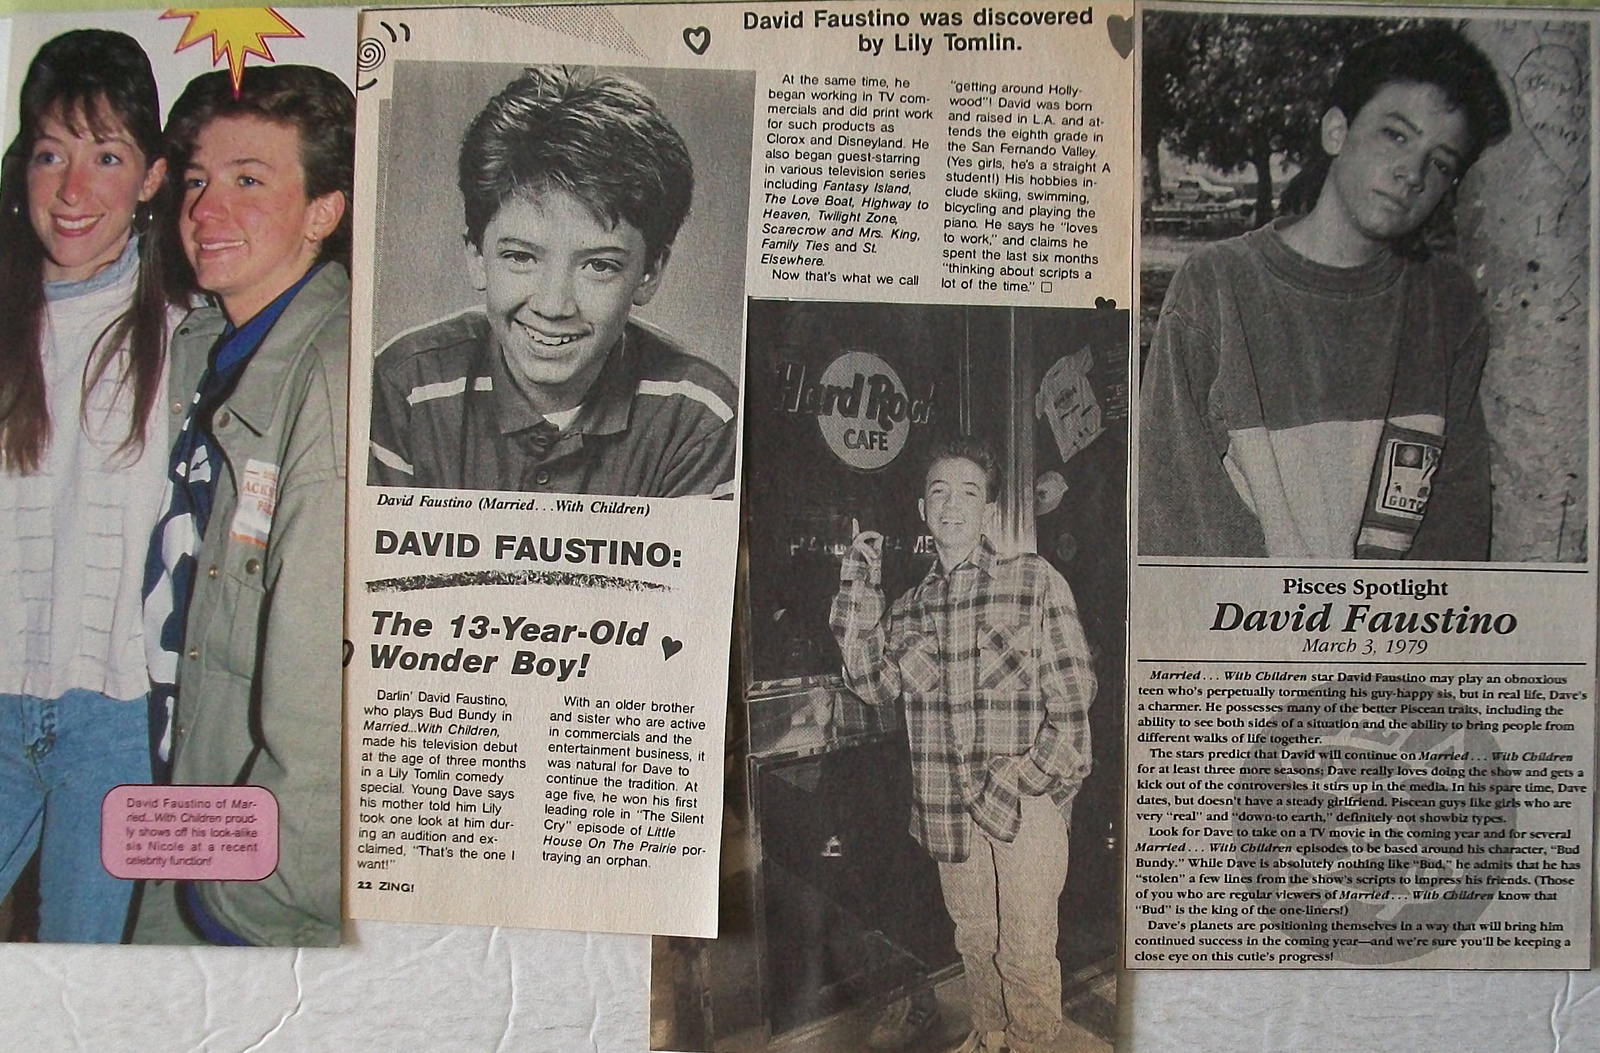 David Faustino of Mar-
ried...With Children proud-
ly shows off his look-alike
sis Nicole at a recent
celebrity function!
David Faustino (Married...With Children)
DAVID FAUSTINO:
The 13-Year-Old
Wonder Boy!
Darlin' David Faustino,
who plays Bud Bundy in
Married...With Children,
made his television debut
at the age of three months
in a Lily Tomlin comedy
special. Young Dave says
his mother told him Lily
took one look at him dur-
ing an audition and ex-
claimed, "That's the one I
want!"
With an older brother
and sister who are active
in commercials and the
entertainment business, it
was natural for Dave to
continue the tradition. At
age five, he won his first
leading role in "The Silent
Cry" episode of Little
House On The Prairie por-
traying an orphan.
22 ZING!
David Faustino was discovered
by Lily Tomlin.
At the same time, he
began working in TV com-
mercials and did print work
for such products as
Clorox and Disneyland. He
also began guest-starring
in various television series
including Fantasy Island,
The Love Boat, Highway to
Heaven, Twilight Zone,
Scarecrow and Mrs. King,
Family Ties and St.
Elsewhere.
Now that's what we call
"getting around Holly-
wood"! David was born
and raised in L.A. and at-
tends the eighth grade in
the San Fernando Valley.
(Yes girls, he's a straight A
student!) His hobbies in-
clude skiing, swimming,
bicycling and playing the
piano. He says he "loves
to work," and claims he
spent the last six months
"thinking about scripts a
lot of the time."
Hard Rock
CAFE
GOTCHA
Pisces Spotlight
David Faustino
March 3, 1979
Married... With Children star David Faustino may play an obnoxious
teen who's perpetually tormenting his guy-happy sis, but in real life, Dave's
a charmer. He possesses many of the better Piscean traits, including the
ability to see both sides of a situation and the ability to bring people from
different walks of life together.
The stars predict that David will continue on Married... With Children
for at least three more seasons; Dave really loves doing the show and gets a
kick out of the controversies it stirs up in the media. In his spare time, Dave
dates, but doesn't have a steady girlfriend. Piscean guys like girls who are
very "real" and "down-to earth," definitely not showbiz types.
Look for Dave to take on a TV movie in the coming year and for several
Married... With Children episodes to be based around his character, "Bud
Bundy." While Dave is absolutely nothing like "Bud," he admits that he has
"stolen" a few lines from the show's scripts to impress his friends. (Those
of you who are regular viewers of Married... With Children know that
"Bud" is the king of the one-liners!)
Dave's planets are positioning themselves in a way that will bring him
continued success in the coming year—and we're sure you'll be keeping a
close eye on this cutie's progress!